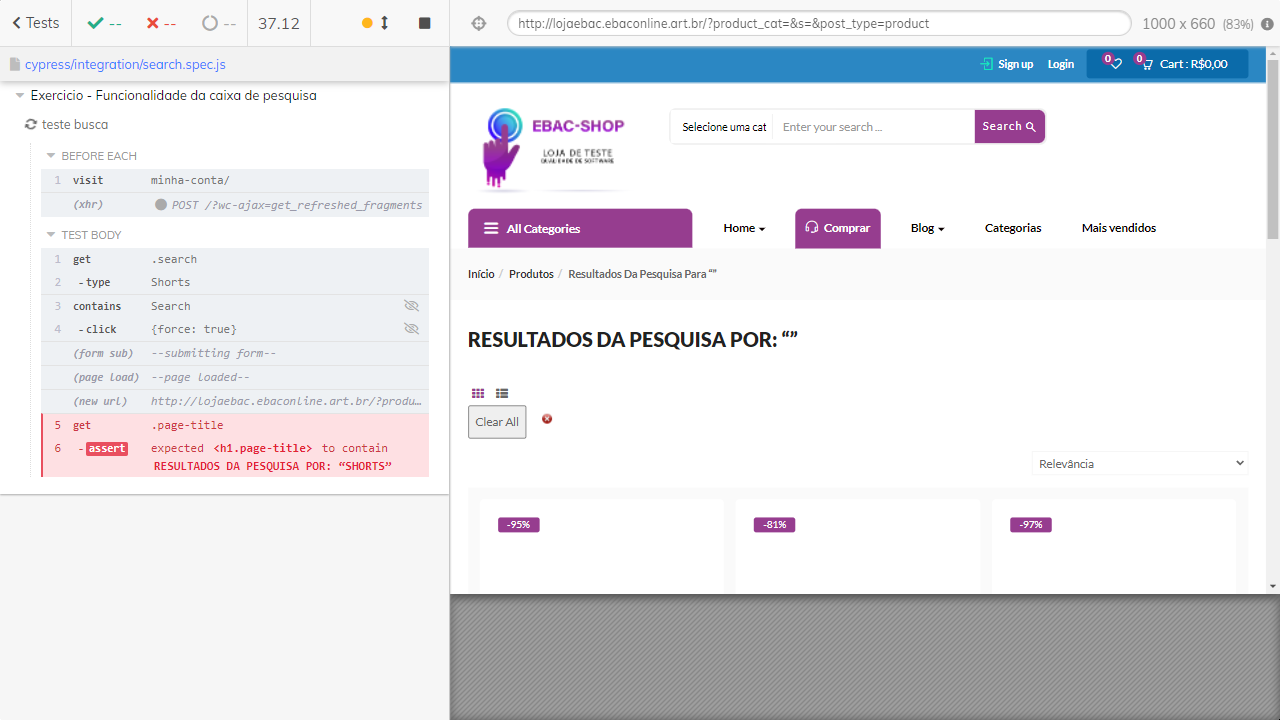 Tests
--
--
--
37.12
http://lojaebac.ebaconline.art.br/?product_cat=&s=&post_type=product
1000 x 660 (83%)
cypress/integration/search.spec.js
Exercicio - Funcionalidade da caixa de pesquisa
teste busca
BEFORE EACH
1 visit minha-conta/
(xhr) POST /?wc-ajax=get_refreshed_fragments
TEST BODY
1 get .search
2 -type Shorts
3 contains Search
4 -click {force: true}
(form sub) --submitting form--
(page load) --page loaded--
(new url) http://lojaebac.ebaconline.art.br/?produ…
5 get .page-title
6 -assert expected <h1.page-title> to contain
RESULTADOS DA PESQUISA POR: “SHORTS”
Sign up
Login
0
0
Cart : R$0,00
EBAC-SHOP
LOJA DE TESTE
QUALIDADE DE SOFTWARE
Selecione uma cat
Enter your search ...
Search
All Categories
Home
Comprar
Blog
Categorias
Mais vendidos
Início / Produtos / Resultados Da Pesquisa Para “”
RESULTADOS DA PESQUISA POR: “”
Clear All
Relevância
-95%
-81%
-97%